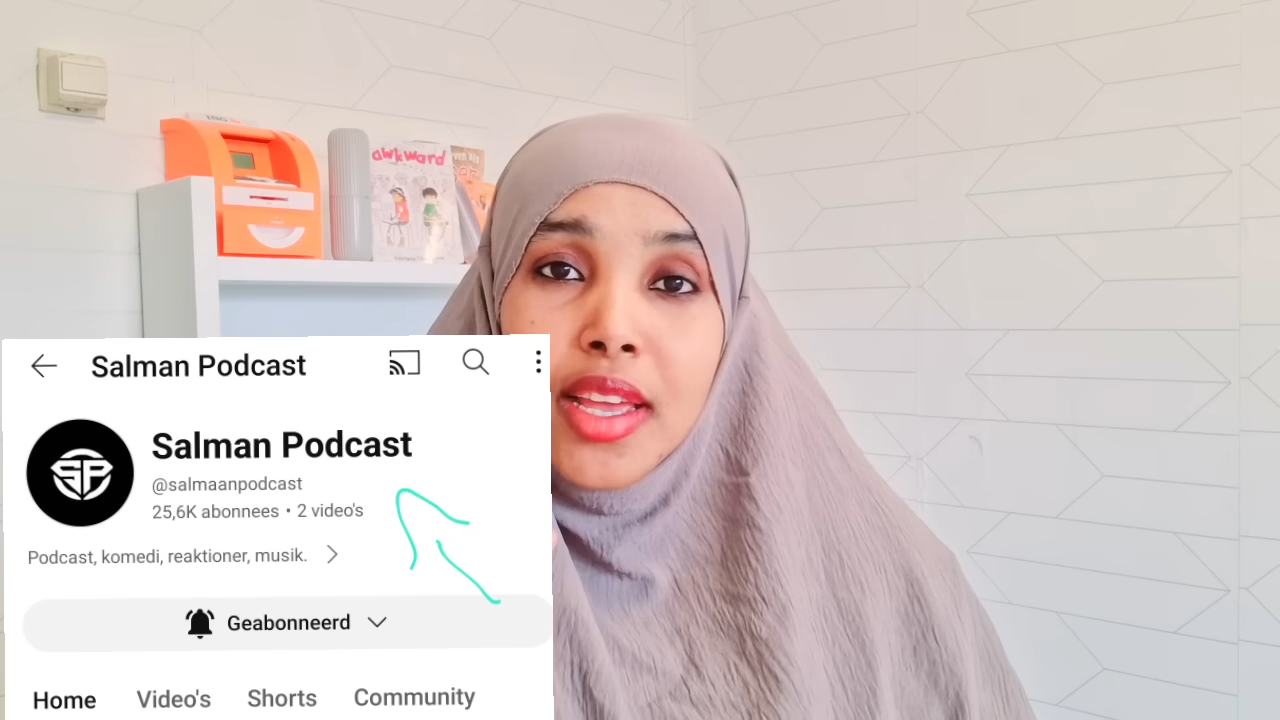 awkward
Salman Podcast
SP
Salman Podcast
@salmaanpodcast
25,6K abonnees • 2 video's
Podcast, komedi, reaktioner, musik.
Geabonneerd
Home Video's Shorts Community